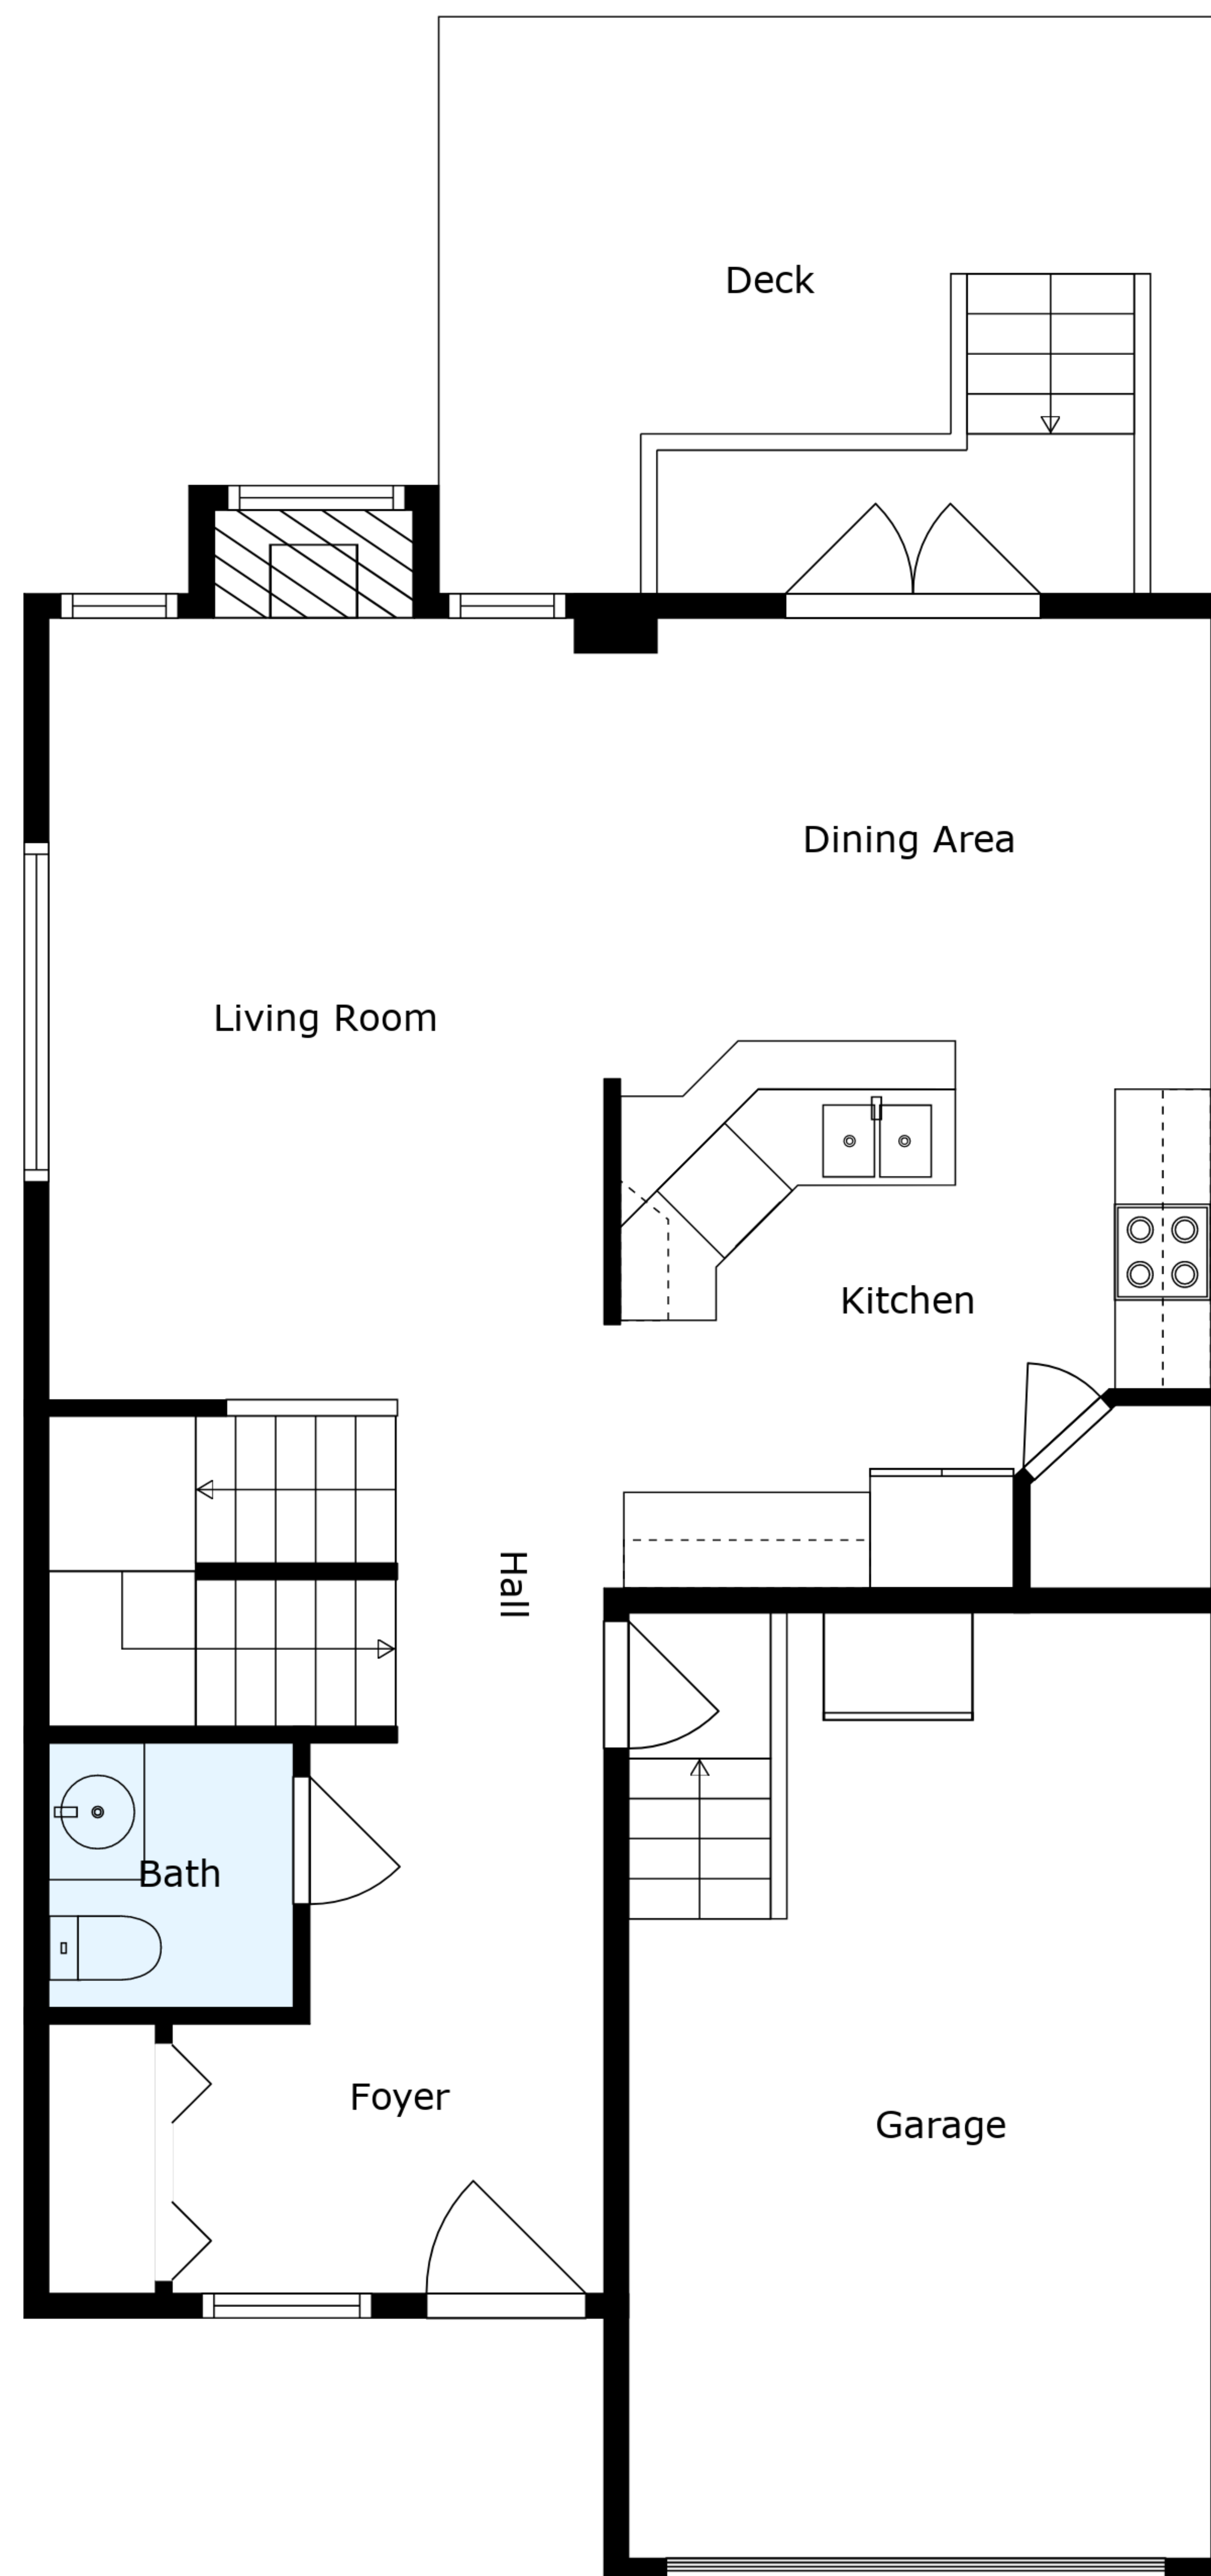 Deck
Dining Area
Living Room
Kitchen
Hall
Bath
Foyer
Garage